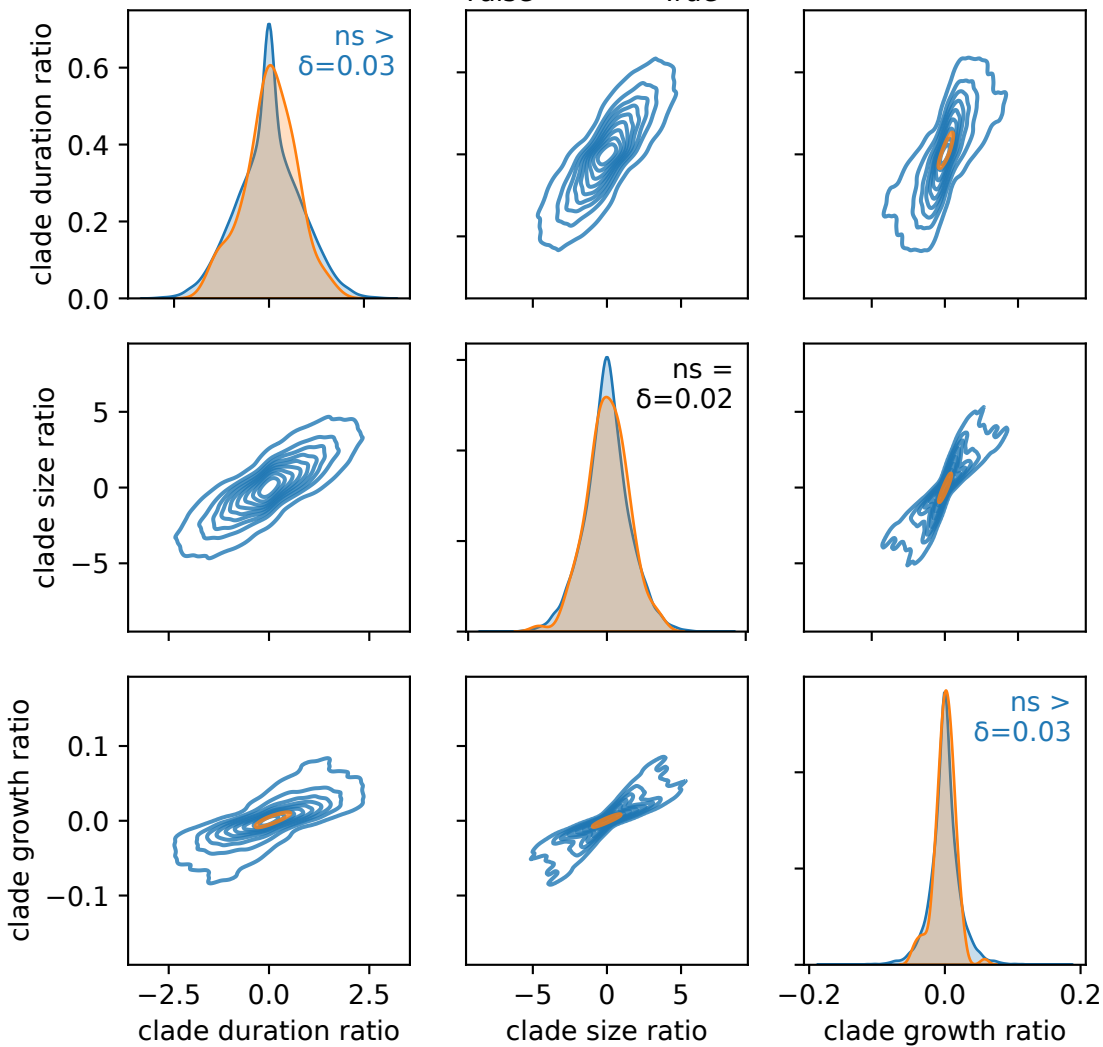 clade duration ratio
0.6
0.4
0.2
0.0
ns >
δ=0.03
clade size ratio
5
0
−5
ns =
δ=0.02
clade growth ratio
0.1
0.0
−0.1
ns >
δ=0.03
−2.5 0.0 2.5
−5 0 5
−0.2 0.0 0.2
clade duration ratio
clade size ratio
clade growth ratio